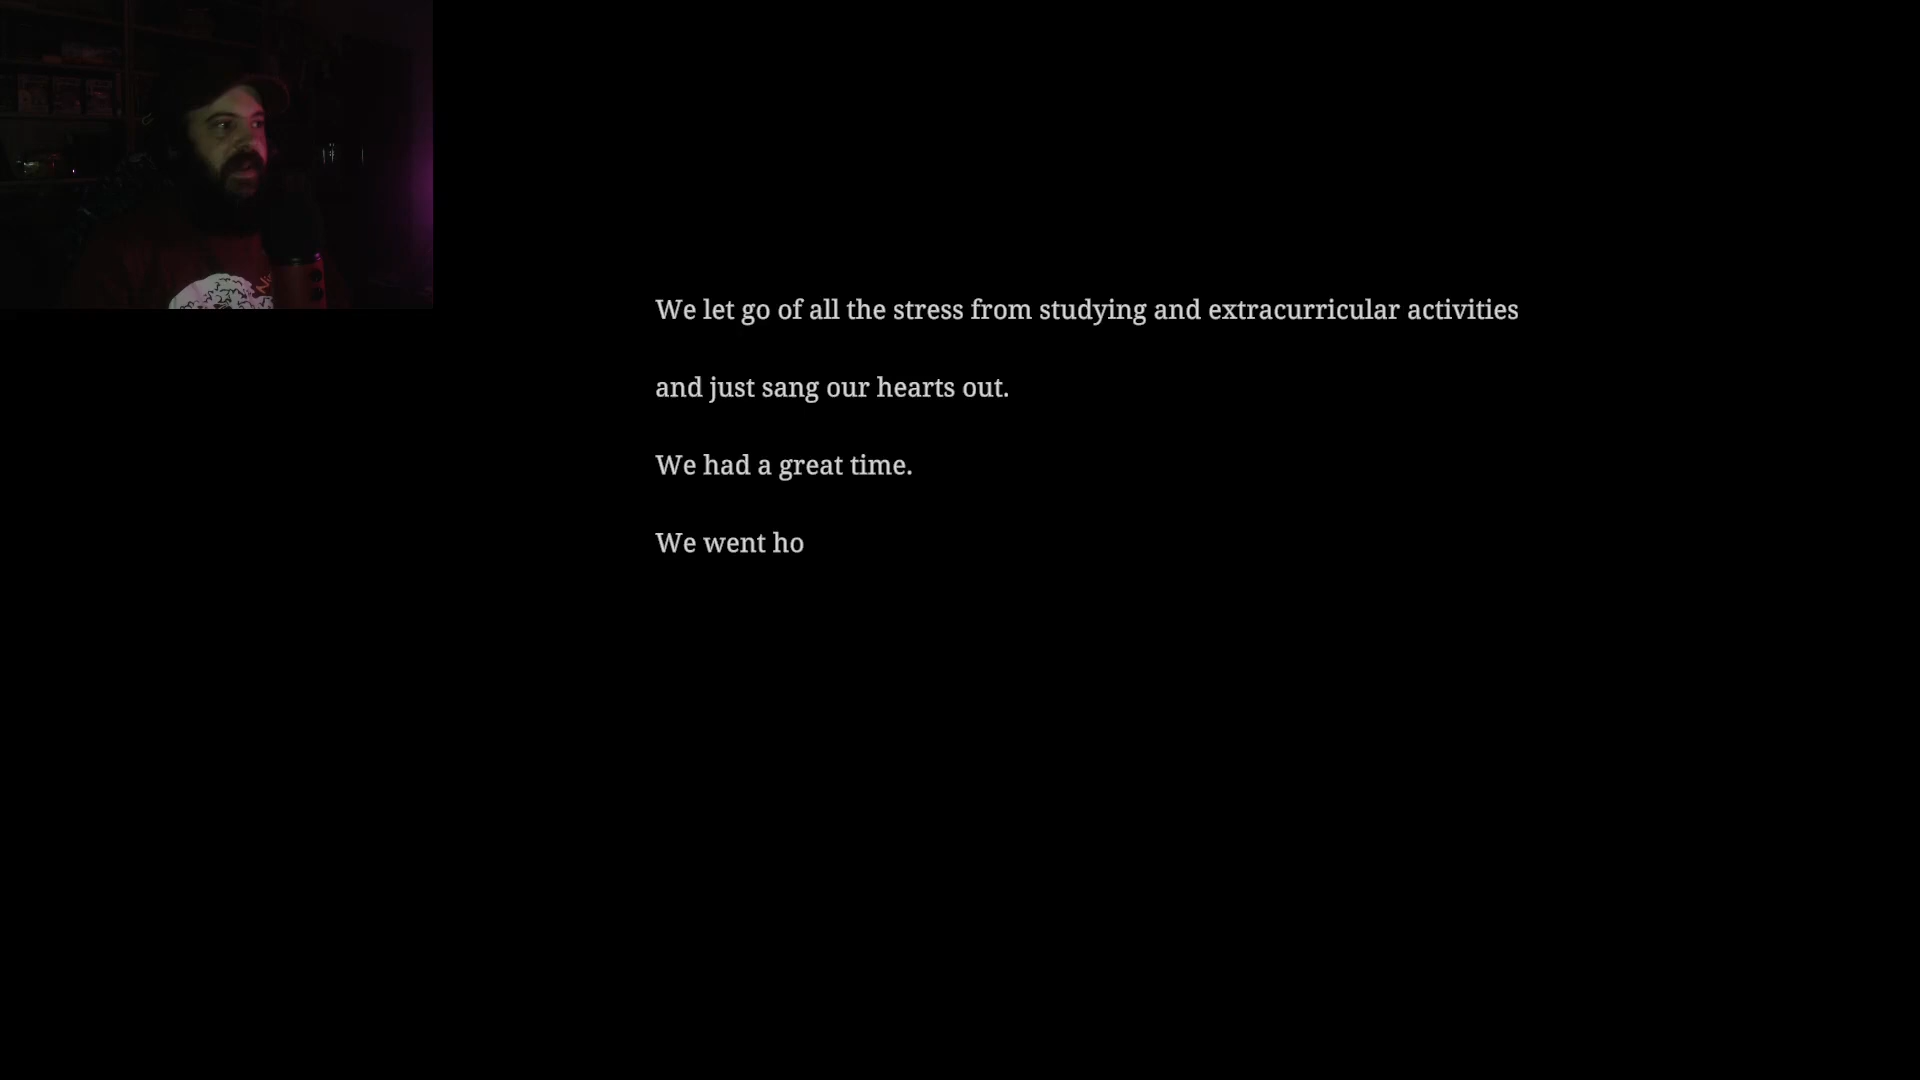 We let go of all the stress from studying and extracurricular activities
and just sang our hearts out.
We had a great time.
We went ho